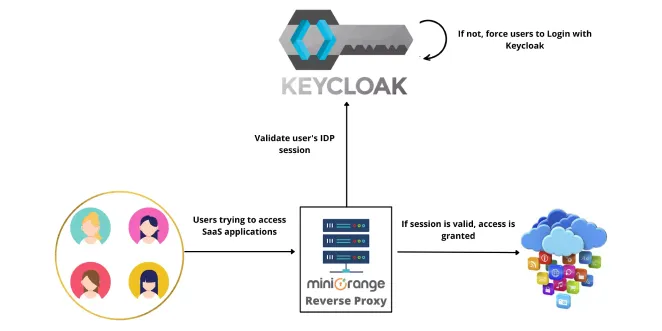 If not, force users to Login with
Keycloak
KEYCLOAK
Validate user's IDP
session
Users trying to access
SaaS applications
If session is valid, access is
granted
miniorange
Reverse Proxy